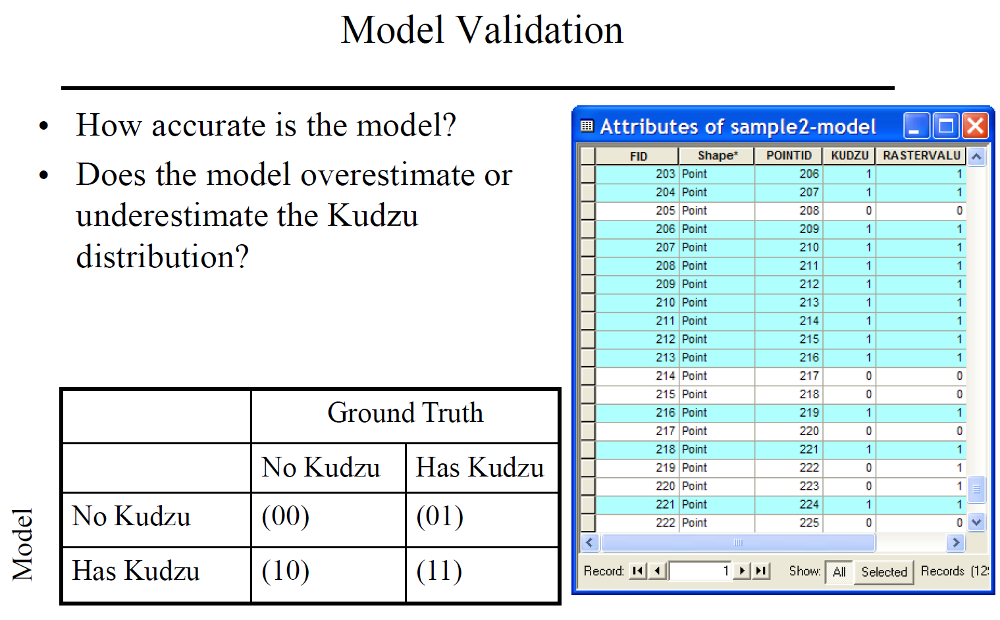 Model Validation
• How accurate is the model?
• Does the model overestimate or
underestimate the Kudzu
distribution?
Ground Truth
No Kudzu Has Kudzu
Model
No Kudzu (00) (01)
Has Kudzu (10) (11)
Attributes of sample2-model
FID Shape* POINTID KUDZU RASTERVALU
203 Point 206 1 1
204 Point 207 1 1
205 Point 208 0 0
206 Point 209 1 1
207 Point 210 1 1
208 Point 211 1 1
209 Point 212 1 1
210 Point 213 1 1
211 Point 214 1 1
212 Point 215 1 1
213 Point 216 1 1
214 Point 217 0 0
215 Point 218 0 0
216 Point 219 1 1
217 Point 220 0 0
218 Point 221 1 1
219 Point 222 0 1
220 Point 223 0 1
221 Point 224 1 1
222 Point 225 0 0
Record: 1 Show: All Selected Records (12